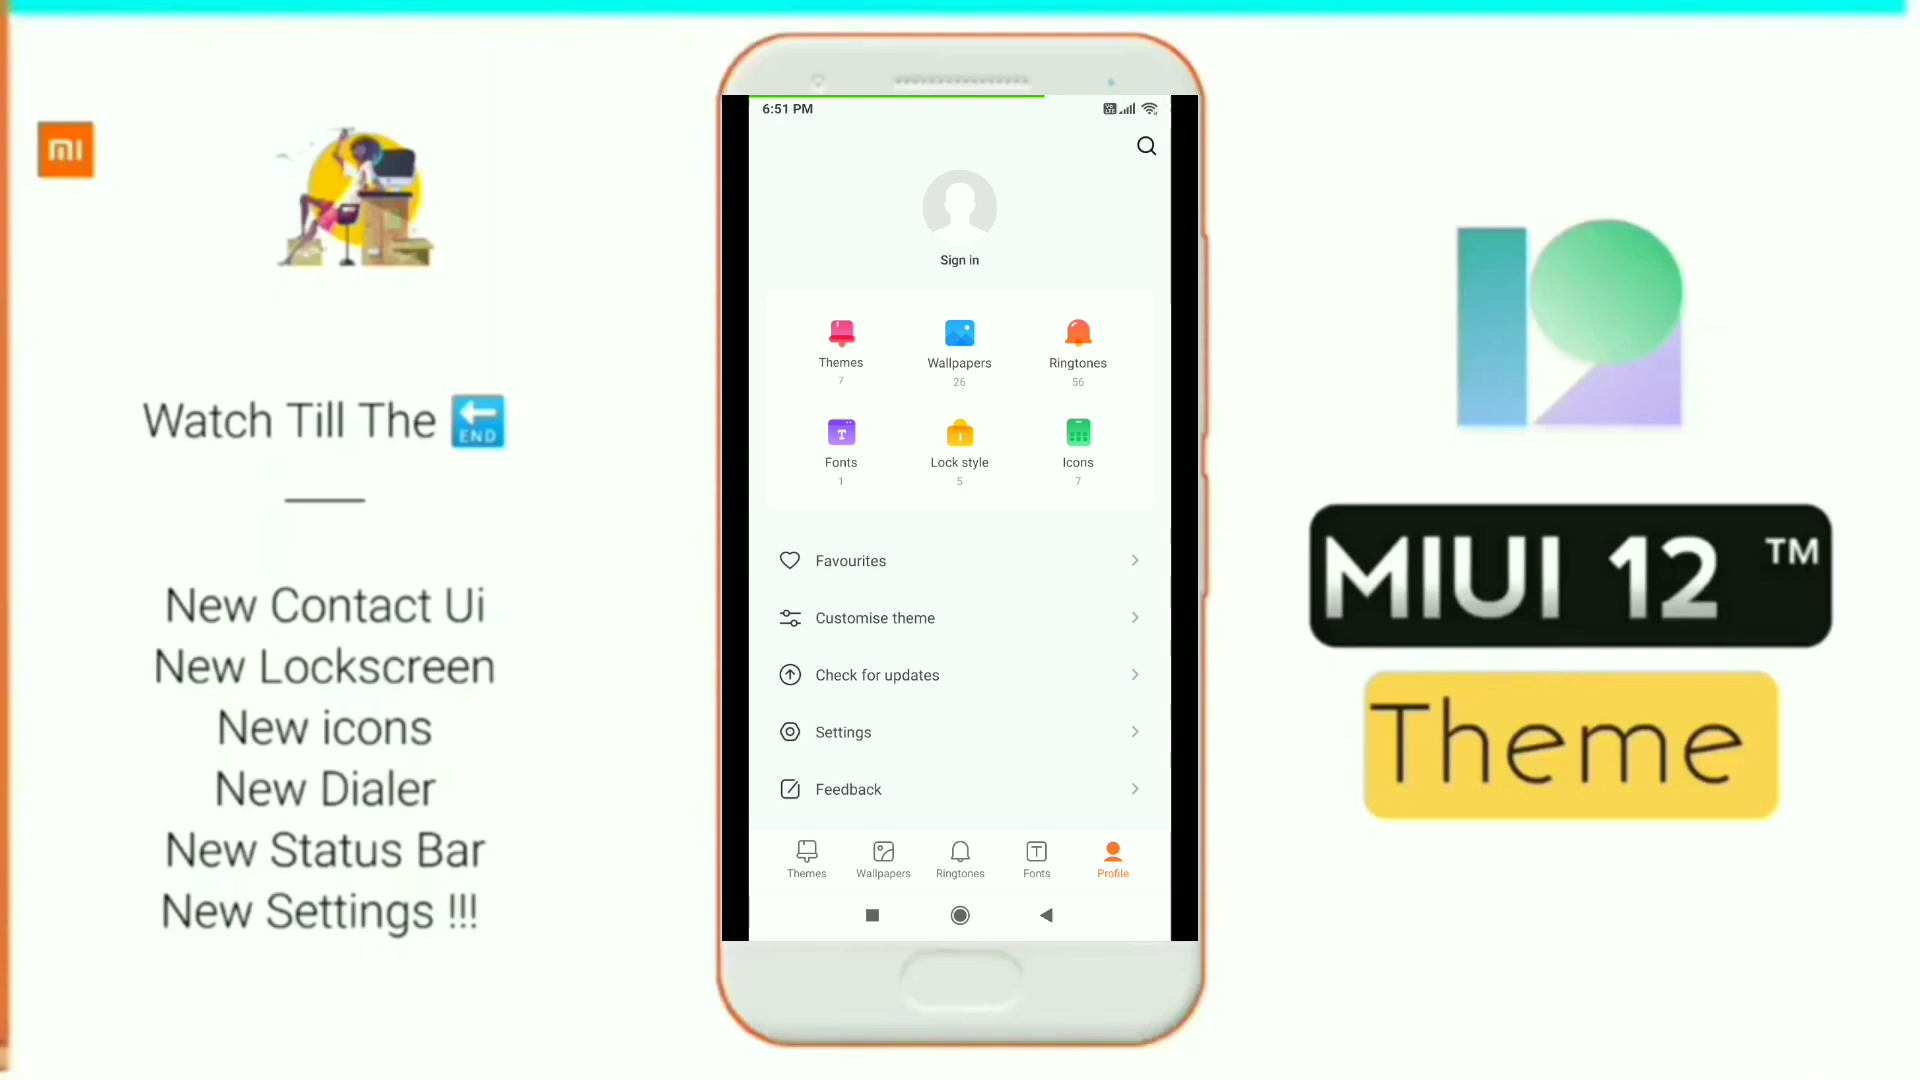 mi
Watch Till The END
New Contact Ui
New Lockscreen
New icons
New Dialer
New Status Bar
New Settings !!!
6:51 PM
Sign in
Themes Wallpapers Ringtones
7 26 56
Fonts Lock style Icons
1 5 7
Favourites
Customise theme
Check for updates
Settings
Feedback
Themes Wallpapers Ringtones Fonts Profile
MIUI 12 ™
Theme